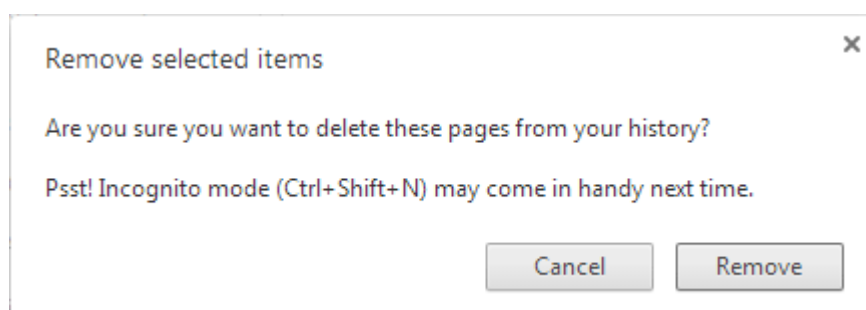 Remove selected items
Are you sure you want to delete these pages from your history?
Psst! Incognito mode (Ctrl+Shift+N) may come in handy next time.
Cancel Remove